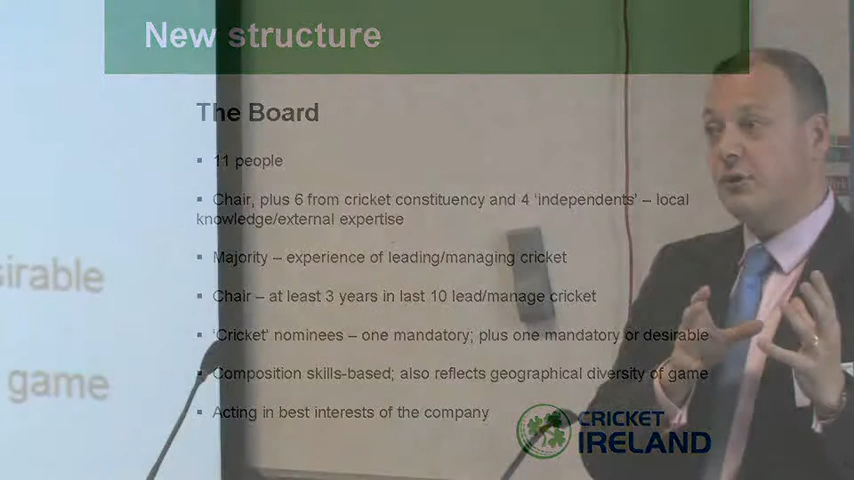 New structure
The Board
▪ 11 people
▪ Chair, plus 6 from cricket constituency and 4 ‘independents’ – local
knowledge/external expertise
▪ Majority – experience of leading/managing cricket
▪ Chair – at least 3 years in last 10 lead/manage cricket
▪ ‘Cricket’ nominees – one mandatory; plus one mandatory or desirable
▪ Composition skills-based; also reflects geographical diversity of game
▪ Acting in best interests of the company
CRICKET
IRELAND
game